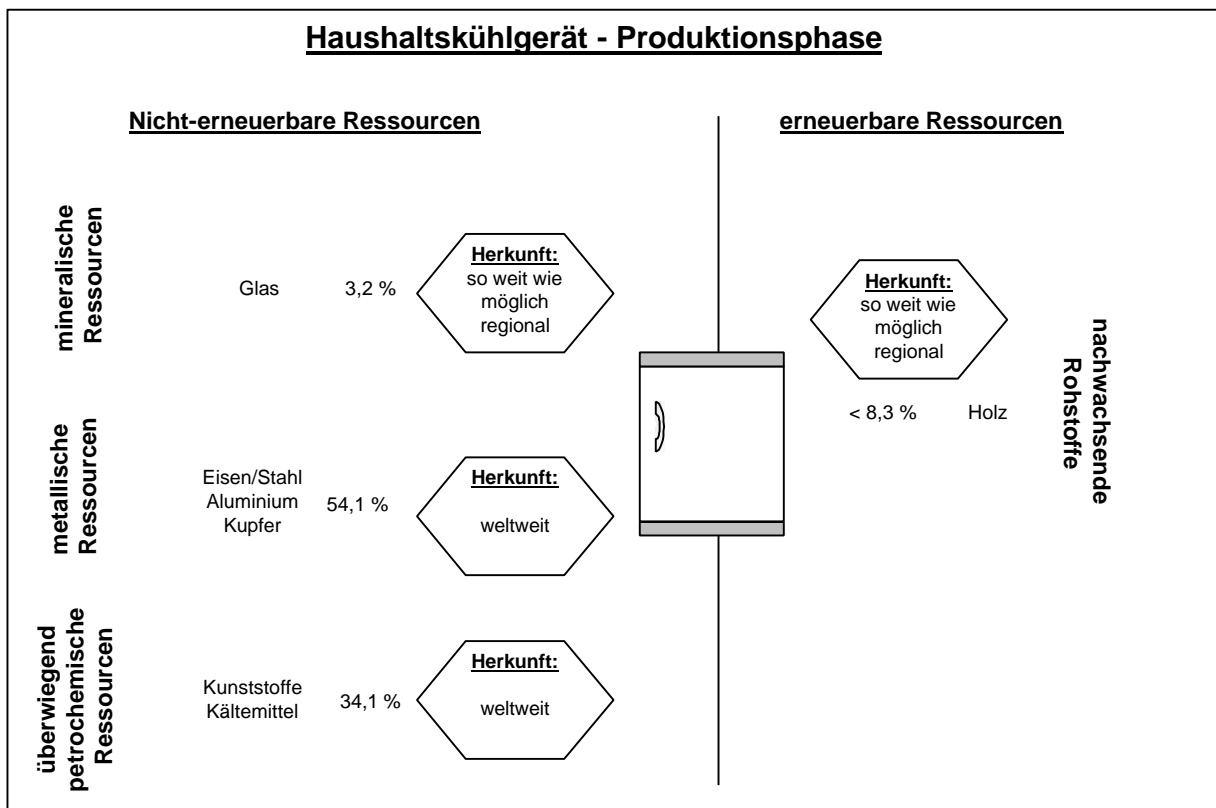 Haushaltskühlgerät - Produktionsphase
Nicht-erneuerbare Ressourcen
erneuerbare Ressourcen
mineralische
Ressourcen
Glas 3,2 %
Herkunft:
so weit wie
möglich
regional
metallische
Ressourcen
Eisen/Stahl
Aluminium
Kupfer
54,1 %
Herkunft:
weltweit
überwiegend
petrochemische
Ressourcen
Kunststoffe
Kältemittel
34,1 %
Herkunft:
weltweit
Herkunft:
so weit wie
möglich
regional
< 8,3 % Holz
nachwachsende
Rohstoffe